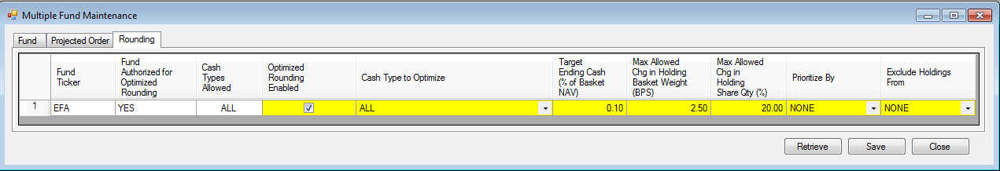 Multiple Fund Maintenance
Fund Projected Order Rounding
Fund
Ticker
Fund
Authorized for
Optimized
Rounding
Cash
Types
Allowed
Optimized
Rounding
Enabled
Cash Type to Optimize
Target
Ending Cash
(% of Basket
NAV)
Max Allowed
Chg in Holding
Basket Weight
(BPS)
Max Allowed
Chg in
Holding
Share Qty (%)
Prioritize By
Exclude Holdings
From
1 EFA YES ALL ALL 0.10 2.50 20.00 NONE NONE
Retrieve Save Close